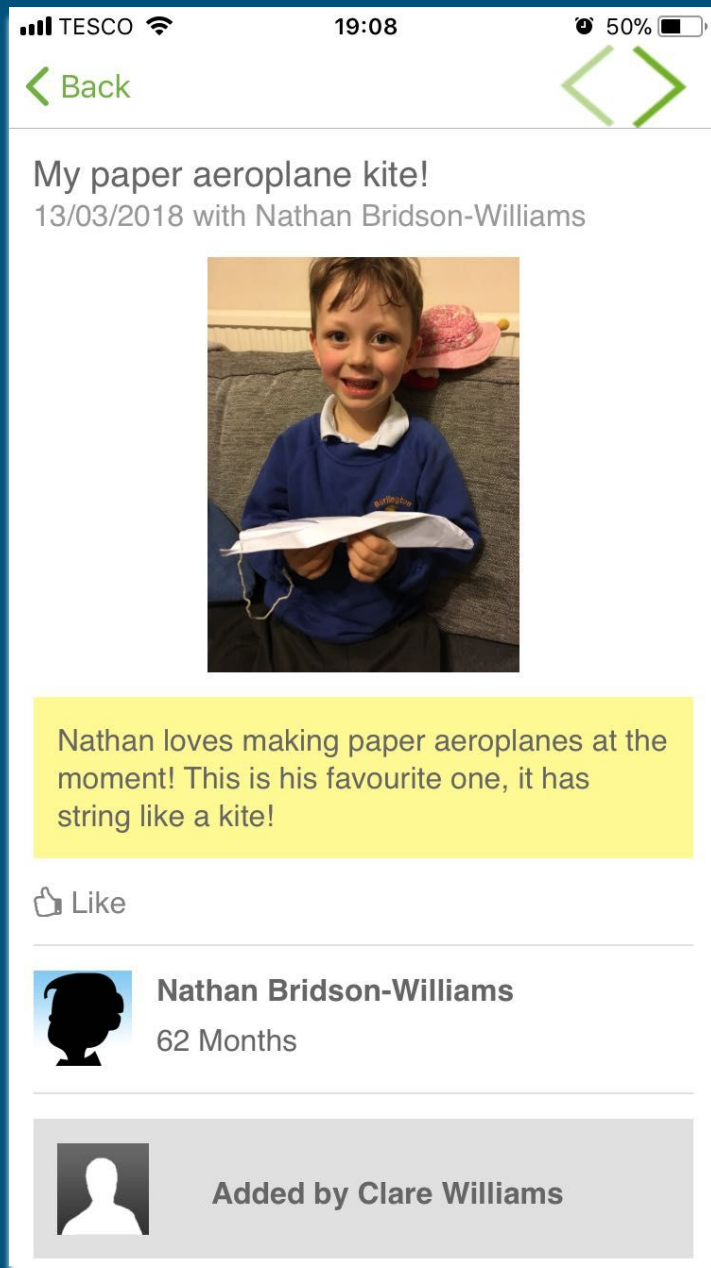 TESCO 19:08 50%
Back
My paper aeroplane kite!
13/03/2018 with Nathan Bridson-Williams
Burlington
Nathan loves making paper aeroplanes at the
moment! This is his favourite one, it has
string like a kite!
Like
Nathan Bridson-Williams
62 Months
Added by Clare Williams